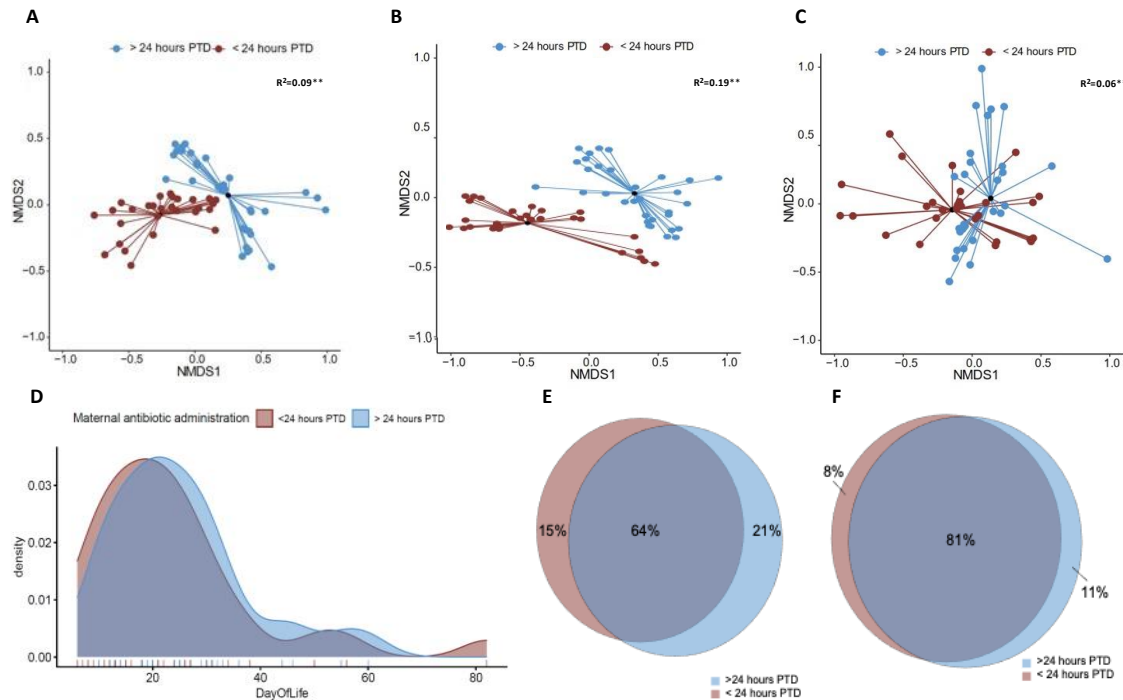 A
> 24 hours PTD < 24 hours PTD
R²=0.09**
1.0
0.5
0.0
−0.5
−1.0
NMDS2
−1.0 −0.5 0.0 0.5 1.0
NMDS1
B
> 24 hours PTD < 24 hours PTD
R²=0.19**
1.0
0.5
0.0
−0.5
=1.0
NMDS2
−1.0 −0.5 0.0 0.5 1.0
NMDS1
C
> 24 hours PTD < 24 hours PTD
R²=0.06*
1.0
0.5
0.0
−0.5
−1.0
NMDS2
−1.0 −0.5 0.0 0.5 1.0
NMDS1
D
Maternal antibiotic administration <24 hours PTD > 24 hours PTD
0.03
0.02
0.01
0.00
density
20 40 60 80
DayOfLife
E
15% 64% 21%
>24 hours PTD
< 24 hours PTD
F
8%
81%
11%
>24 hours PTD
< 24 hours PTD